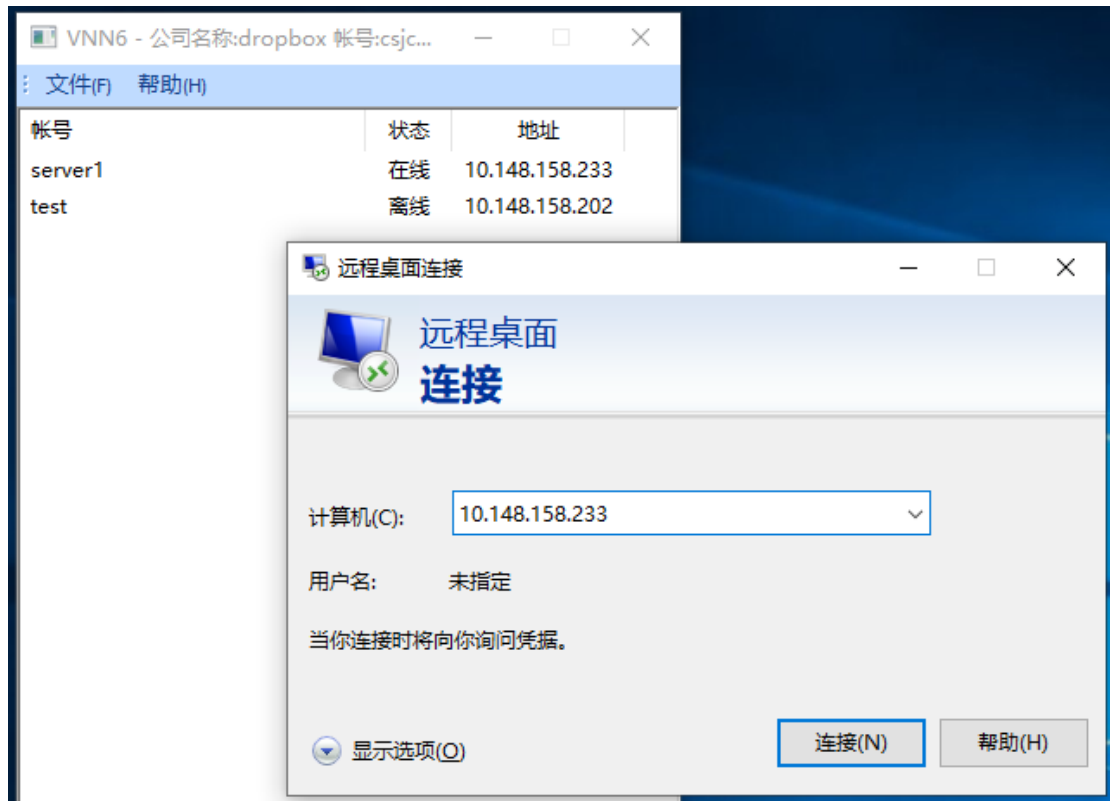 VNN6 - 公司名称:dropbox 帐号:csjc...
文件(F) 帮助(H)
帐号 状态 地址
server1 在线 10.148.158.233
test 离线 10.148.158.202
远程桌面连接
远程桌面
连接
计算机(C): 10.148.158.233
用户名: 未指定
当你连接时将向你询问凭据。
显示选项(O) 连接(N) 帮助(H)